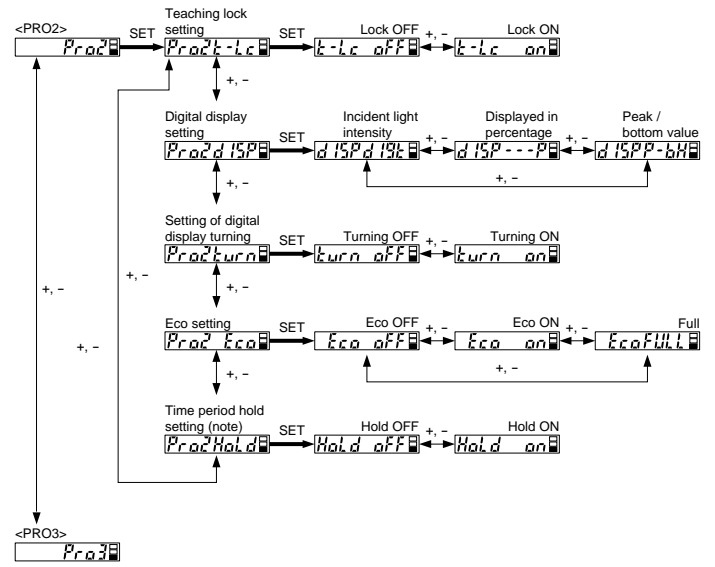 Teaching lock
setting
<PRO2>
SET
SET
Lock OFF
+, −
Lock ON
Pro2
Pro2t-Lc
t-Lc oFF
t-Lc on
+, −
Digital display
setting
Incident light
intensity
Displayed in
percentage
Peak /
bottom value
SET
+, −
+, −
Pro2dISP
dISPdIgt
dISP---P
dISPP-bH
+, −
+, −
Setting of digital
display turning
SET
Turning OFF
+, −
Turning ON
Pro2turn
turn oFF
turn on
+, −
+, −
+, −
+, −
Eco setting
SET
Eco OFF
+, −
Eco ON
+, −
Full
Pro2 Eco
Eco oFF
Eco on
EcoFULL
+, −
+, −
Time period hold
setting (note)
SET
Hold OFF
+, −
Hold ON
Pro2HoLd
HoLd oFF
HoLd on
<PRO3>
Pro3